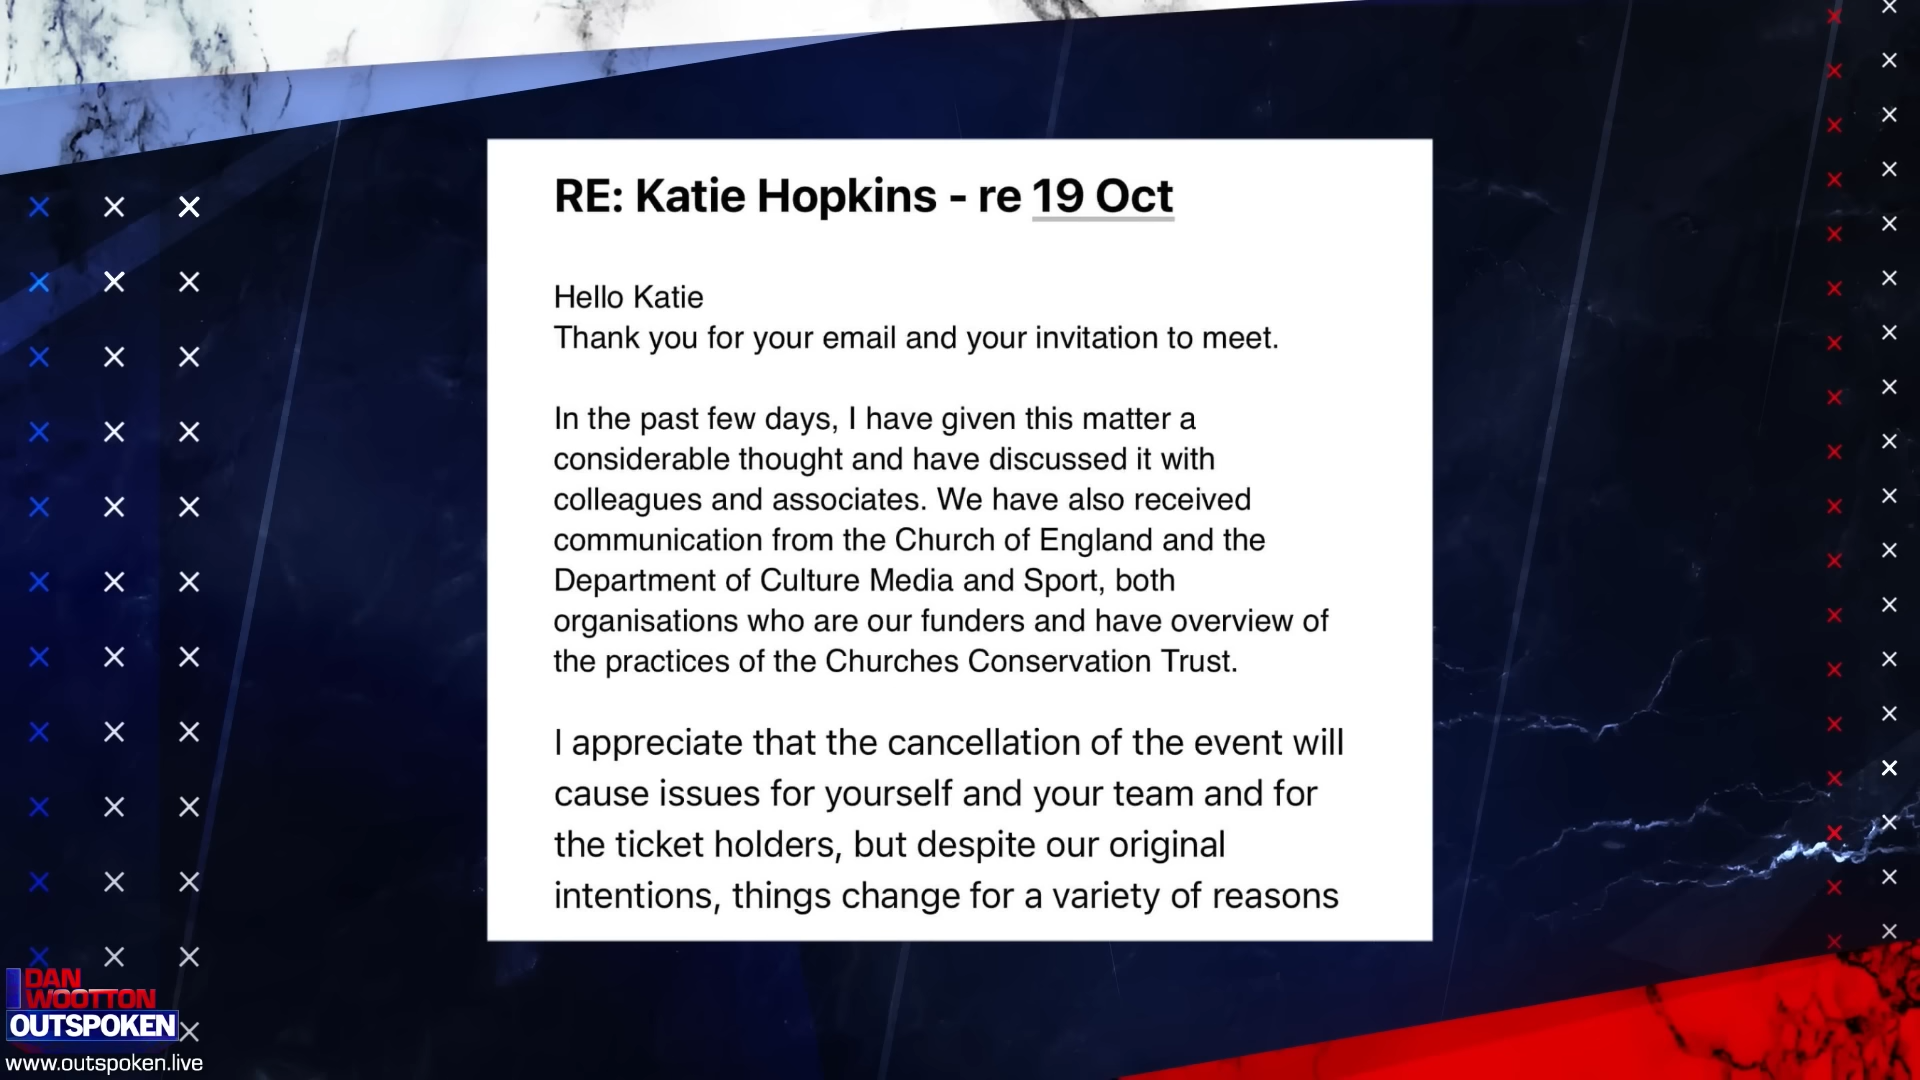 RE: Katie Hopkins - re 19 Oct
Hello Katie
Thank you for your email and your invitation to meet.
In the past few days, I have given this matter a
considerable thought and have discussed it with
colleagues and associates. We have also received
communication from the Church of England and the
Department of Culture Media and Sport, both
organisations who are our funders and have overview of
the practices of the Churches Conservation Trust.
I appreciate that the cancellation of the event will
cause issues for yourself and your team and for
the ticket holders, but despite our original
intentions, things change for a variety of reasons
DAN
WOOTTON
OUTSPOKEN
www.outspoken.live